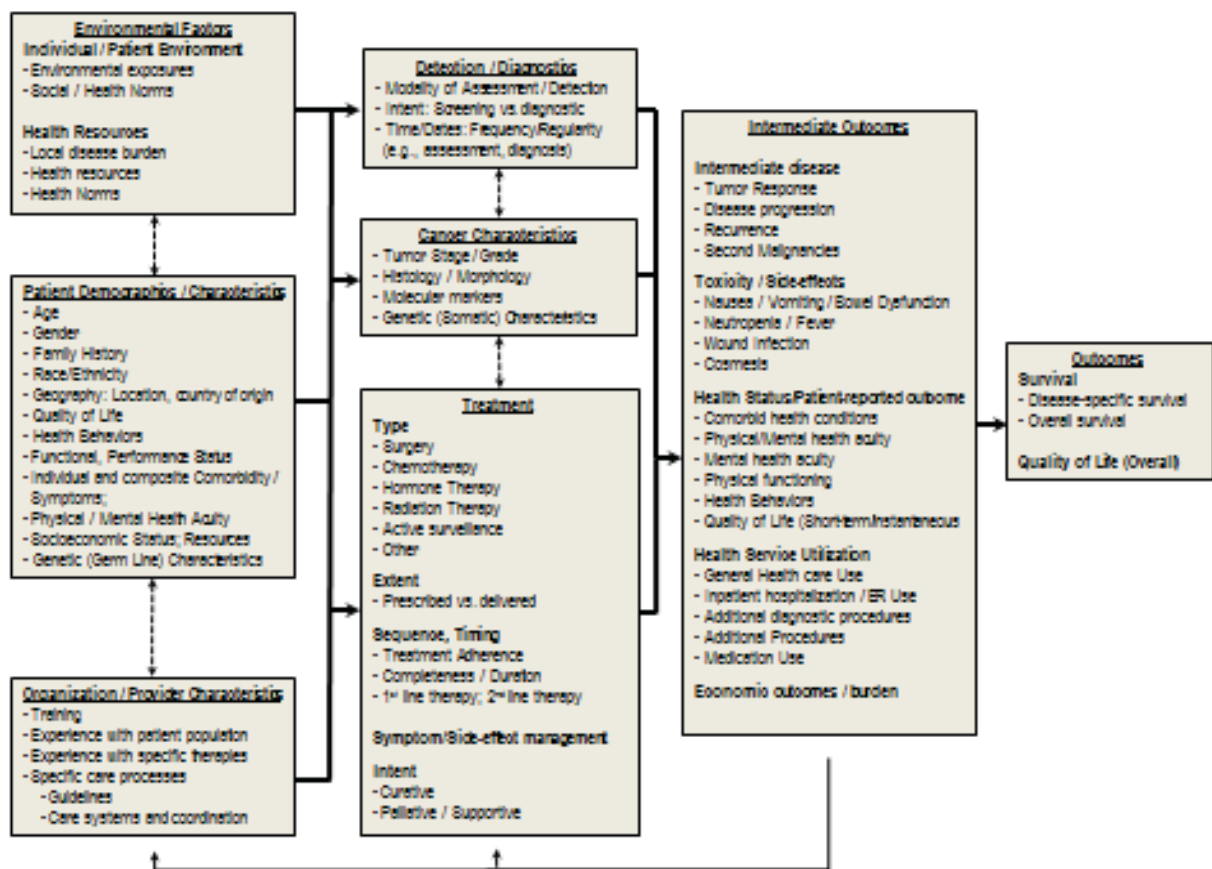 Environmental Factors
Individual / Patient Environment
- Environmental exposures
- Social / Health Norms
Health Resources
- Local disease burden
- Health resources
- Health Norms
Patient Demographics / Characteristics
- Age
- Gender
- Family History
- Race/Ethnicity
- Geography: Location, country of origin
- Quality of Life
- Health Behaviors
- Functional, Performance Status
- Individual and composite Comorbidity /
Symptoms;
- Physical / Mental Health Acuity
- Socioeconomic Status; Resources
- Genetic (Germ Line) Characteristics
Organization / Provider Characteristics
- Training
- Experience with patient population
- Experience with specific therapies
- Specific care processes
- Guidelines
- Care systems and coordination
Detection / Diagnostics
- Modality of Assessment / Detection
- Intent: Screening vs. diagnostic
- Time/Dates: Frequency/Regularity
(e.g., assessment, diagnosis)
Cancer Characteristics
- Tumor Stage / Grade
- Histology / Morphology
- Molecular markers
- Genetic (Somatic) Characteristics
Treatment
Type
- Surgery
- Chemotherapy
- Hormone Therapy
- Radiation Therapy
- Active surveillance
- Other
Extent
- Prescribed vs. delivered
Sequence, Timing
- Treatment Adherence
- Completeness / Duration
- 1st line therapy; 2nd line therapy
Symptom/Side-effect management
Intent
- Curative
- Palliative / Supportive
Intermediate Outcomes
Intermediate disease
- Tumor Response
- Disease progression
- Recurrence
- Second Malignancies
Toxicity / Side-effects
- Nausea / Vomiting / Bowel Dysfunction
- Neutropenia / Fever
- Wound Infection
- Cosmesis
Health Status/Patient-reported outcome
- Comorbid health conditions
- Physical/Mental health acuity
- Mental health acuity
- Physical functioning
- Health Behaviors
- Quality of Life (Short-term/instantaneous
Health Service Utilization
- General Health care Use
- Inpatient hospitalization / ER Use
- Additional diagnostic procedures
- Additional Procedures
- Medication Use
Economic outcomes / burden
Outcomes
Survival
- Disease-specific survival
- Overall survival
Quality of Life (Overall)